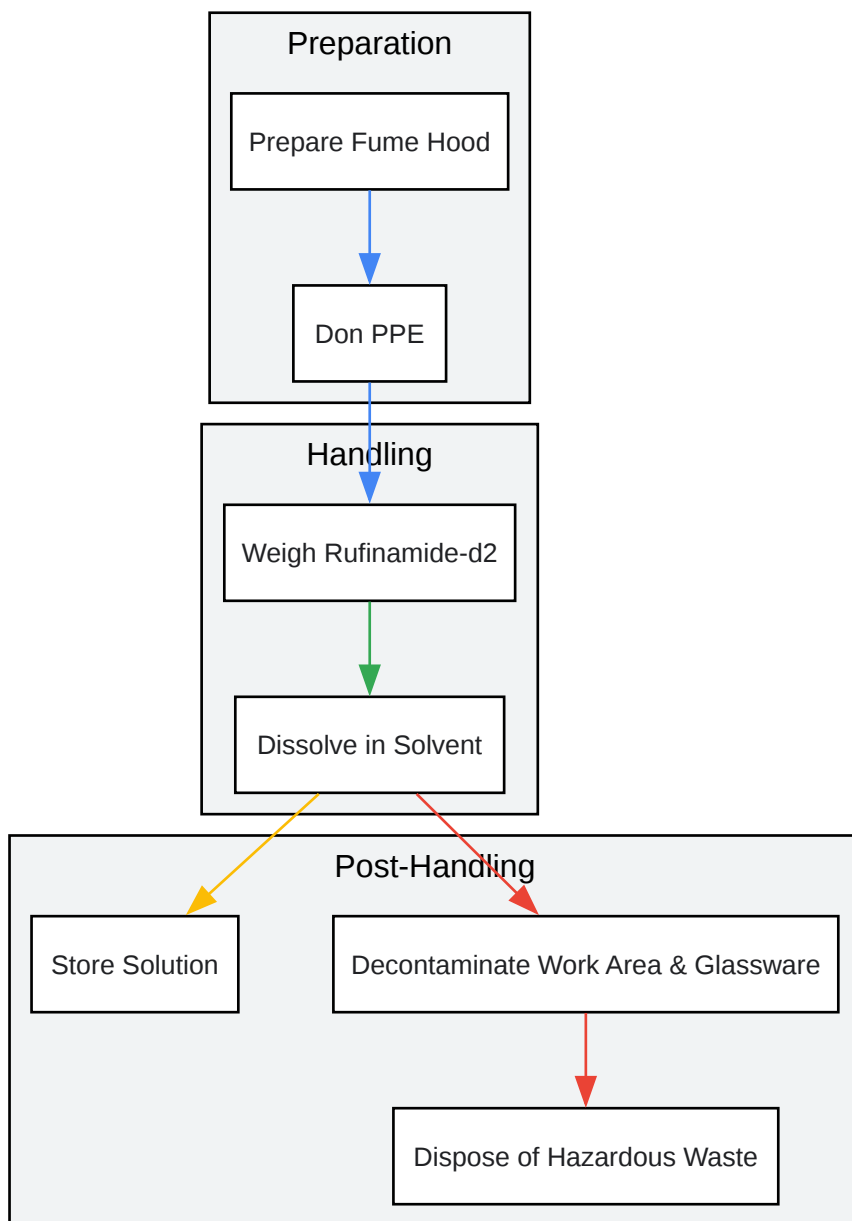 Preparation
Prepare Fume Hood
Don PPE
Handling
Weigh Rufinamide-d2
Dissolve in Solvent
Post-Handling
Store Solution
Decontaminate Work Area & Glassware
Dispose of Hazardous Waste